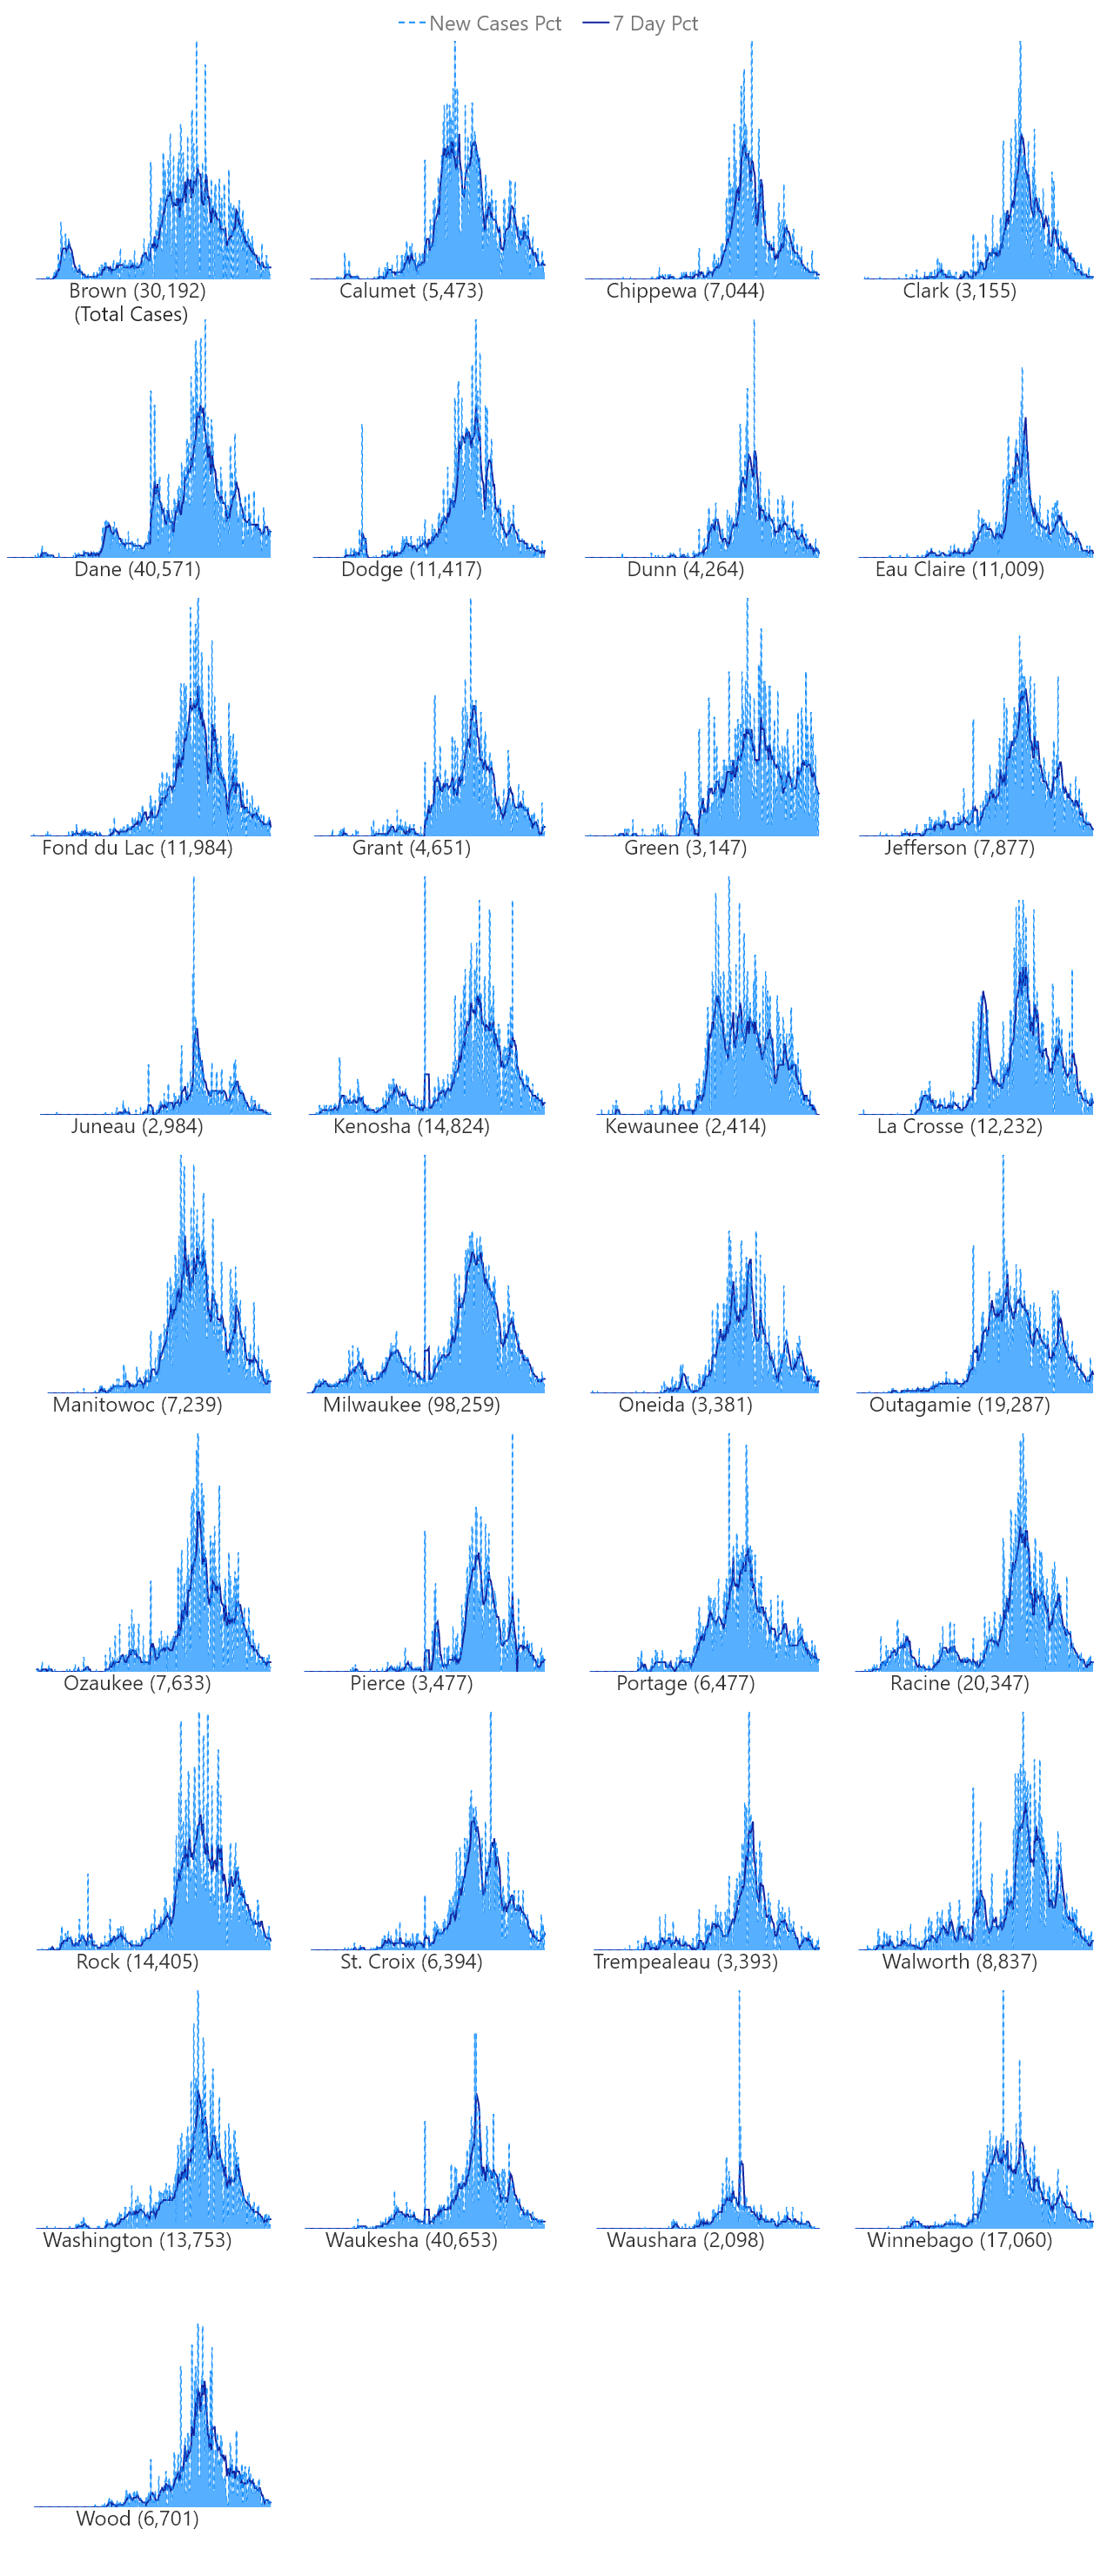 New Cases Pct 7 Day Pct
Brown (30,192) Calumet (5,473) Chippewa (7,044) Clark (3,155)
(Total Cases)
Dane (40,571) Dodge (11,417) Dunn (4,264) Eau Claire (11,009)
Fond du Lac (11,984) Grant (4,651) Green (3,147) Jefferson (7,877)
Juneau (2,984) Kenosha (14,824) Kewaunee (2,414) La Crosse (12,232)
Manitowoc (7,239) Milwaukee (98,259) Oneida (3,381) Outagamie (19,287)
Ozaukee (7,633) Pierce (3,477) Portage (6,477) Racine (20,347)
Rock (14,405) St. Croix (6,394) Trempealeau (3,393) Walworth (8,837)
Washington (13,753) Waukesha (40,653) Waushara (2,098) Winnebago (17,060)
Wood (6,701)